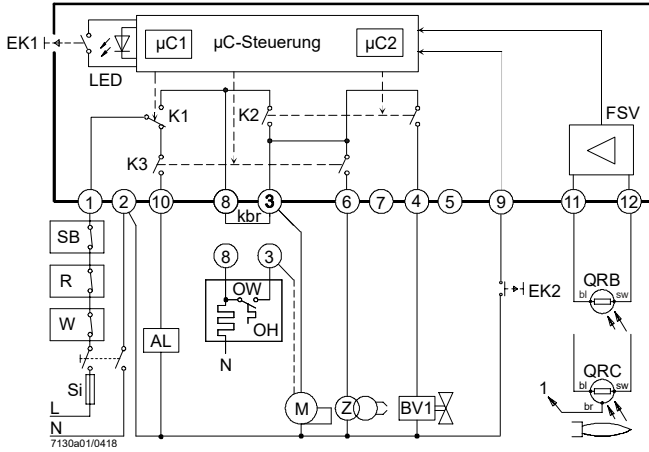 EK1
LED
µC1
µC-Steuerung
µC2
FSV
K1
K2
K3
1
2
10
8
3
6
7
4
5
9
11
12
kbr
SB
R
W
Si
L
N
7130a01/0418
AL
8
3
OW
OH
N
M
Z
BV1
EK2
QRB
bl
sw
QRC
bl
sw
br
1